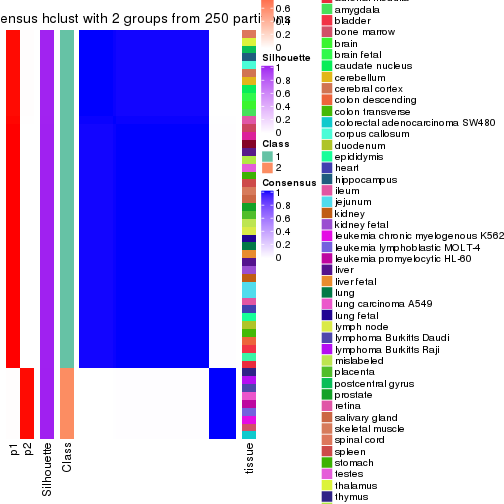 ensus hclust with 2 groups from 250 partitions
p1
p2
Silhouette
Class
tissue
0.6
0.4
0.2
0
Silhouette
1
0.8
0.6
0.4
0.2
0
Class
1
2
Consensus
1
0.8
0.6
0.4
0.2
0
amygdala
bladder
bone marrow
brain
brain fetal
caudate nucleus
cerebellum
cerebral cortex
colon descending
colon transverse
colorectal adenocarcinoma SW480
corpus callosum
duodenum
epididymis
heart
hippocampus
ileum
jejunum
kidney
kidney fetal
leukemia chronic myelogenous K562
leukemia lymphoblastic MOLT-4
leukemia promyelocytic HL-60
liver
liver fetal
lung
lung carcinoma A549
lung fetal
lymph node
lymphoma Burkitts Daudi
lymphoma Burkitts Raji
mislabeled
placenta
postcentral gyrus
prostate
retina
salivary gland
skeletal muscle
spinal cord
spleen
stomach
testes
thalamus
thymus